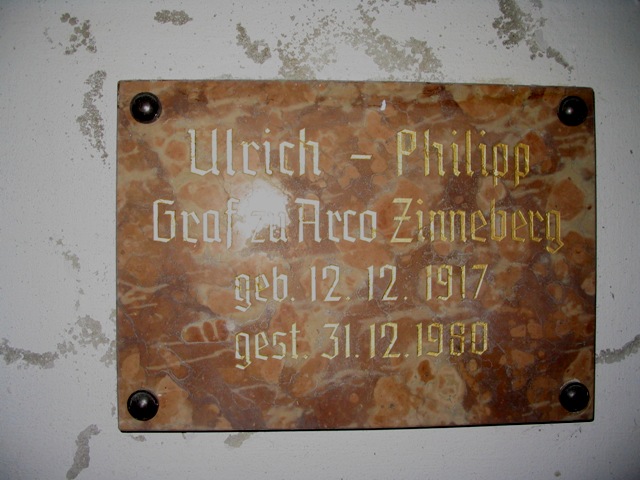 Ulrich - Philipp
Graf zu Arco Zinneberg
geb. 12. 12. 1917
gest. 31.12.1980